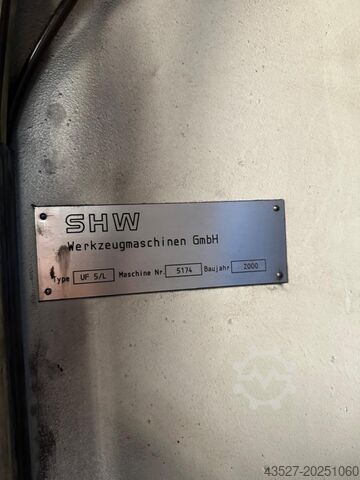 SHW
Werkzeugmaschinen GmbH
Type UF 5/L Maschine Nr. 5174 Baujahr 2000
43527-20251060